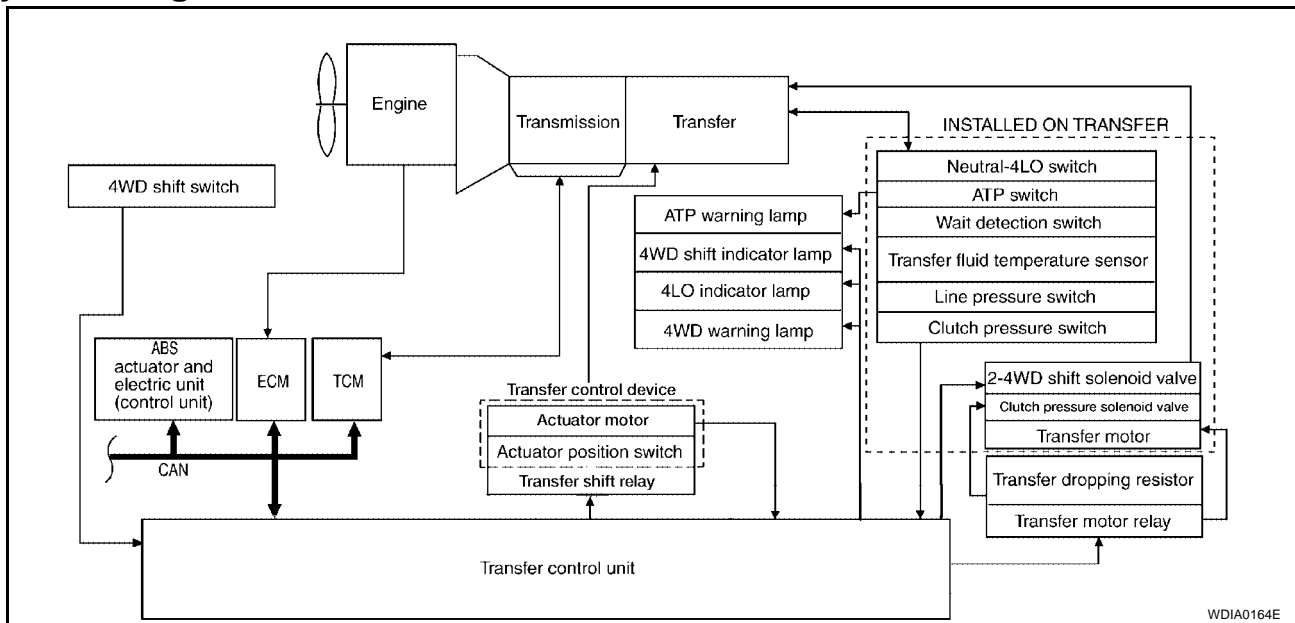 Engine
Transmission
Transfer
INSTALLED ON TRANSFER
4WD shift switch
Neutral-4LO switch
ATP switch
Wait detection switch
Transfer fluid temperature sensor
Line pressure switch
Clutch pressure switch
ATP warning lamp
4WD shift indicator lamp
4LO indicator lamp
4WD warning lamp
ABS
actuator and
electric unit
(control unit)
ECM
TCM
CAN
Transfer control device
Actuator motor
Actuator position switch
Transfer shift relay
2-4WD shift solenoid valve
Clutch pressure solenoid valve
Transfer motor
Transfer dropping resistor
Transfer motor relay
Transfer control unit
WDIA0164E